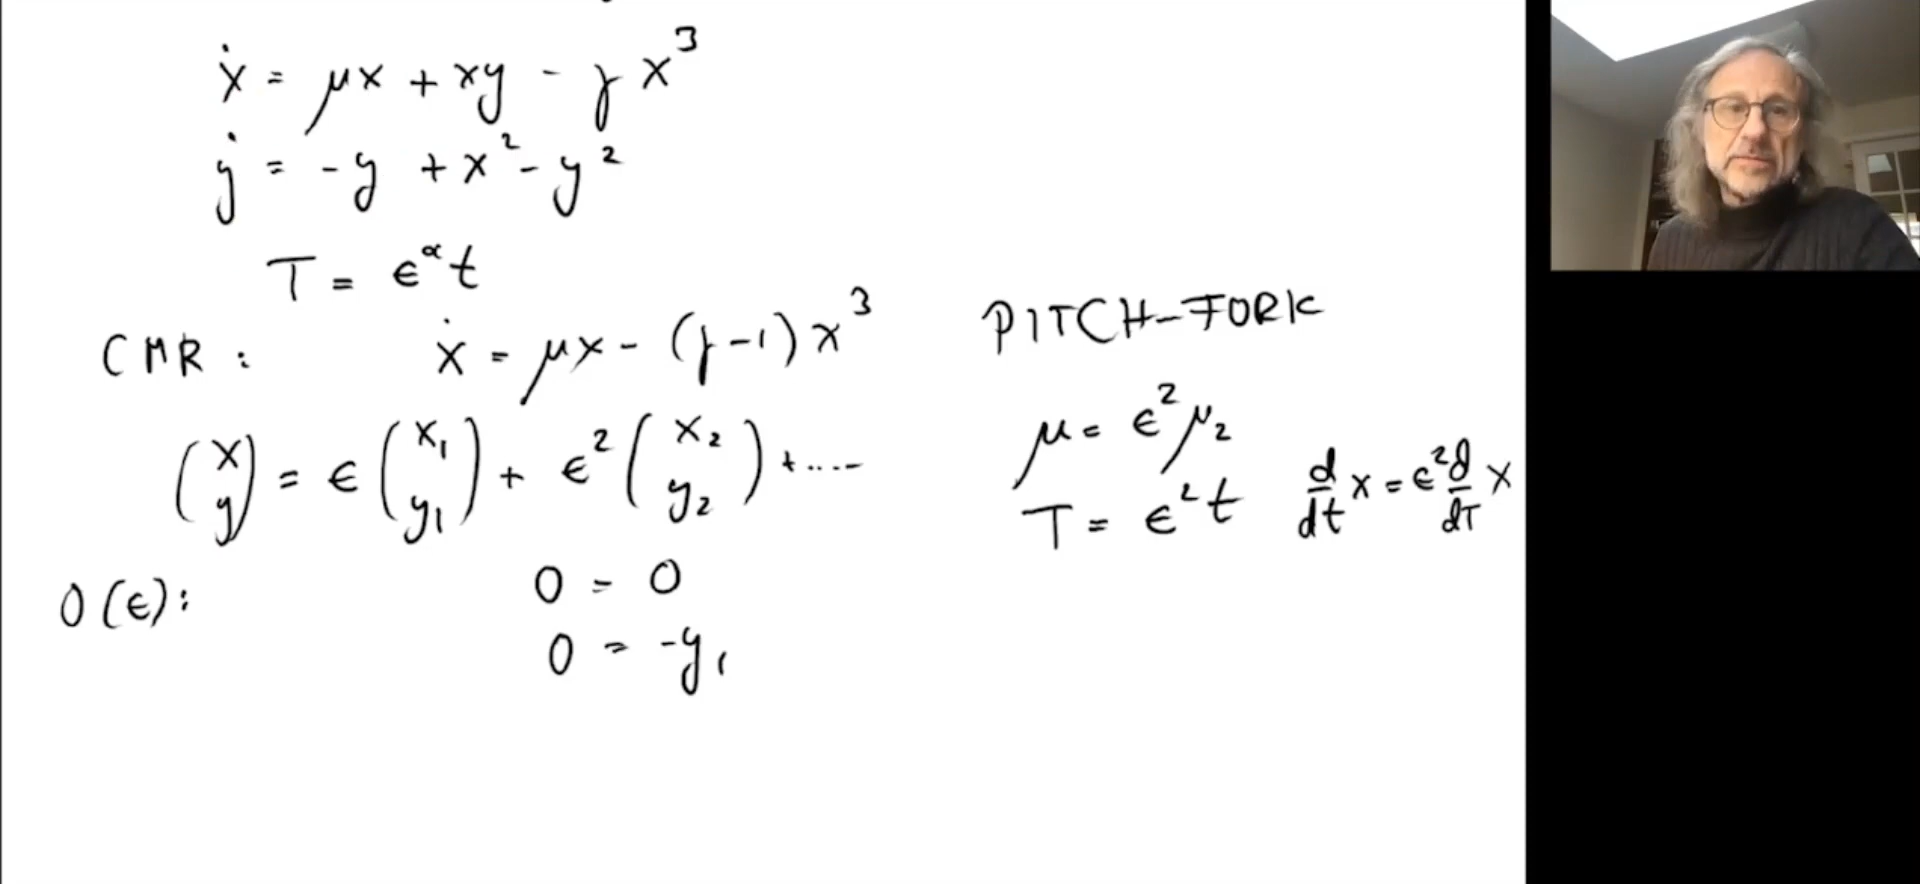 ẋ = μx + xy - γx³
ẏ = -y + x² - y²
T = ϵᵅt
CMR : ẋ = μx - (γ-1)x³ PITCH-FORK
μ = ϵ²μ₂
(x y) = ϵ(x₁ y₁) + ϵ²(x₂ y₂) + ....
T = ϵ²t d/dt x = ϵ² d/dT x
O(ϵ): 0 = 0
0 = -y₁